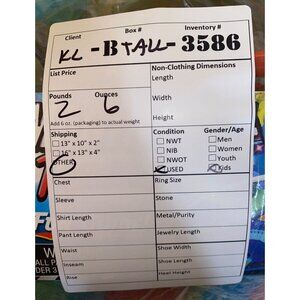 Client Box # Inventory #
KL -BTALL- 3586
List Price
Non-Clothing Dimensions
Length
Pounds Ounces
2 6
Width
Add 6 oz. (packaging) to actual weight
Height
Shipping
13" x 10" x 2"
16" x 13" x 4"
OTHER
Condition
NWT
NIB
NWOT
USED
Gender/Age
Men
Women
Youth
Kids
Chest
Ring Size
Sleeve
Stone
Shirt Length
Metal/Purity
Pant Length
Jewelry Length
Waist
Shoe Width
Inseam
Shoe Length
Rise
Heel Height